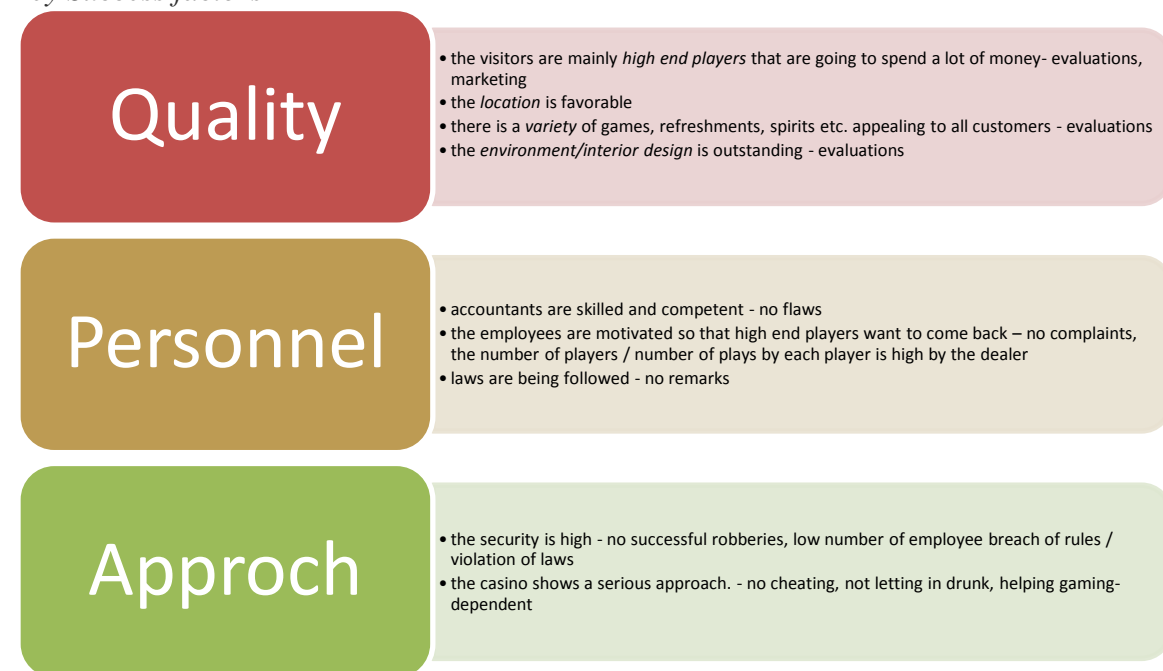 Key Success factors
Quality
• the visitors are mainly high end players that are going to spend a lot of money- evaluations,
marketing
• the location is favorable
• there is a variety of games, refreshments, spirits etc. appealing to all customers - evaluations
• the environment/interior design is outstanding - evaluations
Personnel
• accountants are skilled and competent - no flaws
• the employees are motivated so that high end players want to come back – no complaints,
the number of players / number of plays by each player is high by the dealer
• laws are being followed - no remarks
Approch
• the security is high - no successful robberies, low number of employee breach of rules /
violation of laws
• the casino shows a serious approach. - no cheating, not letting in drunk, helping gaming-
dependent